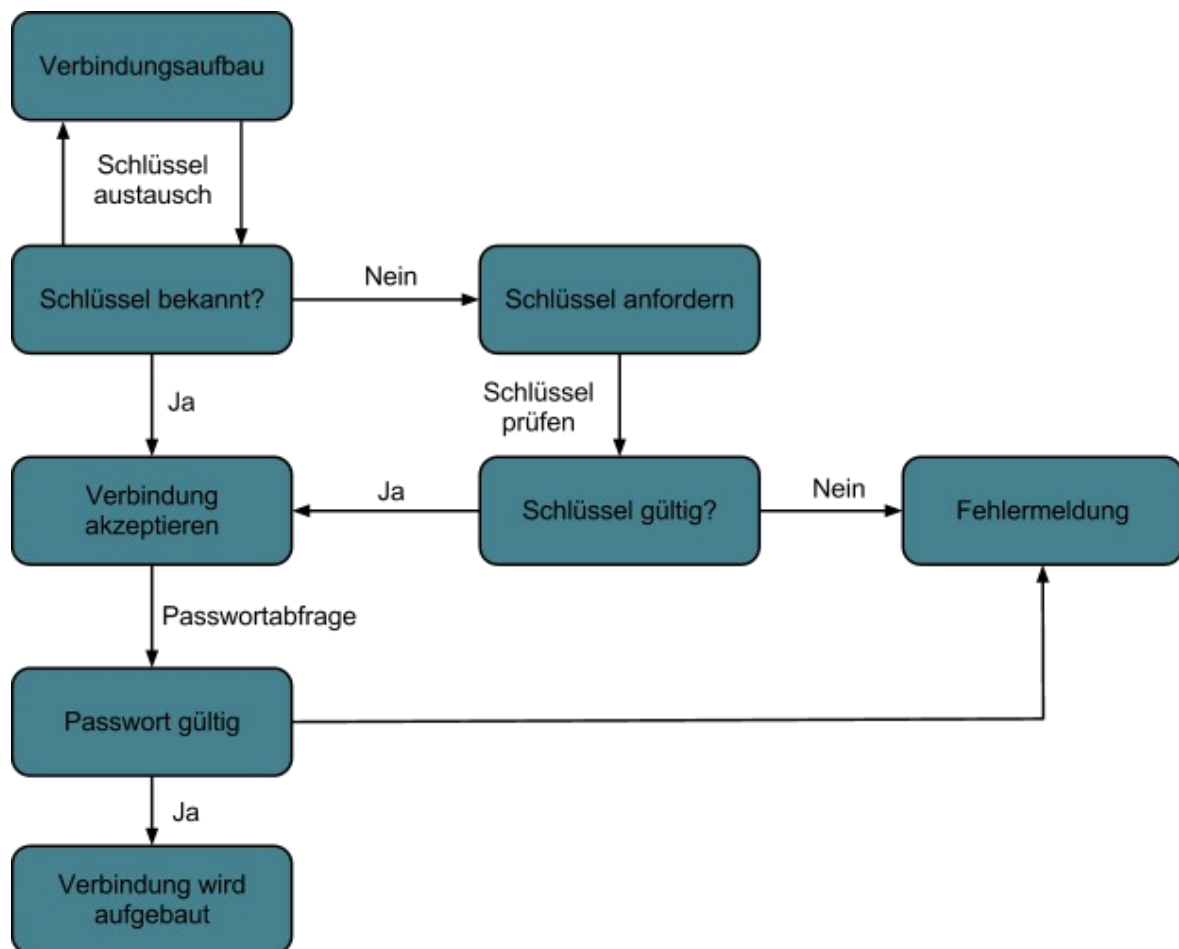 Verbindungsaufbau
Schlüssel
austausch
Schlüssel bekannt?
Nein
Schlüssel anfordern
Ja
Schlüssel
prüfen
Verbindung
akzeptieren
Ja
Schlüssel gültig?
Nein
Fehlermeldung
Passwortabfrage
Passwort gültig
Ja
Verbindung wird
aufgebaut